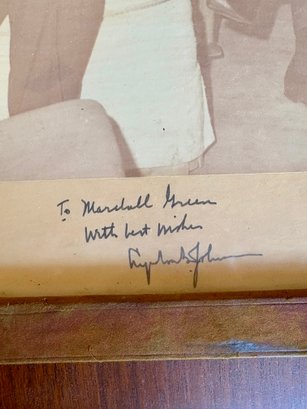 To Marshall Green
With best wishes
Lyndon B. Johnson